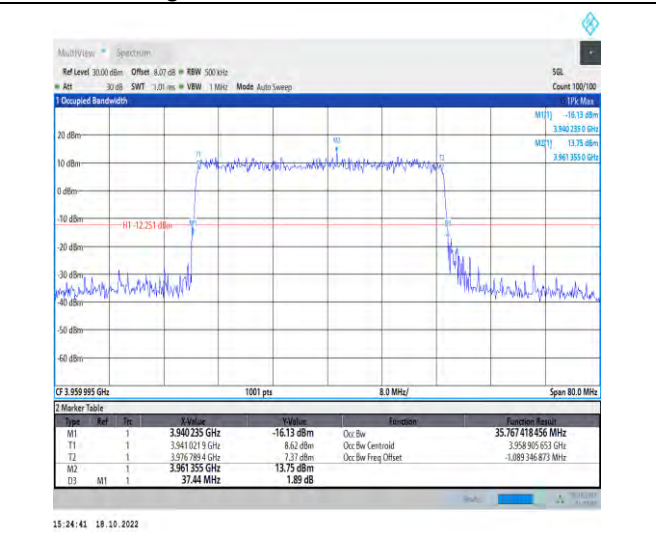 MultiView Spectrum
Ref Level 30.00 dBm Offset 8.07 dB RBW 500 kHz SGL
Att 30 dB SWT 1.01 ms VBW 1 MHz Mode Auto Sweep Count 100/100
1 Occupied Bandwidth 1Pk Max
M1[1] -16.13 dBm
3.940 235 0 GHz
20 dBm M2[1] 13.75 dBm
M2 3.961 355 0 GHz
T1 T2
10 dBm
0 dBm
-10 dBm
H1 -12.251 dBm M1 D3
-20 dBm
-30 dBm
-40 dBm
-50 dBm
-60 dBm
CF 3.959 995 GHz 1001 pts 8.0 MHz/ Span 80.0 MHz
2 Marker Table
Type Ref Trc X-Value Y-Value Function Function Result
M1 1 3.940 235 GHz -16.13 dBm Occ Bw 35.767 418 456 MHz
T1 1 3.941 021 9 GHz 8.62 dBm Occ Bw Centroid 3.958 905 653 GHz
T2 1 3.976 789 4 GHz 7.37 dBm Occ Bw Freq Offset -1.089 346 873 MHz
M2 1 3.961 355 GHz 13.75 dBm
D3 M1 1 37.44 MHz 1.89 dB
15:24:41 18.10.2022